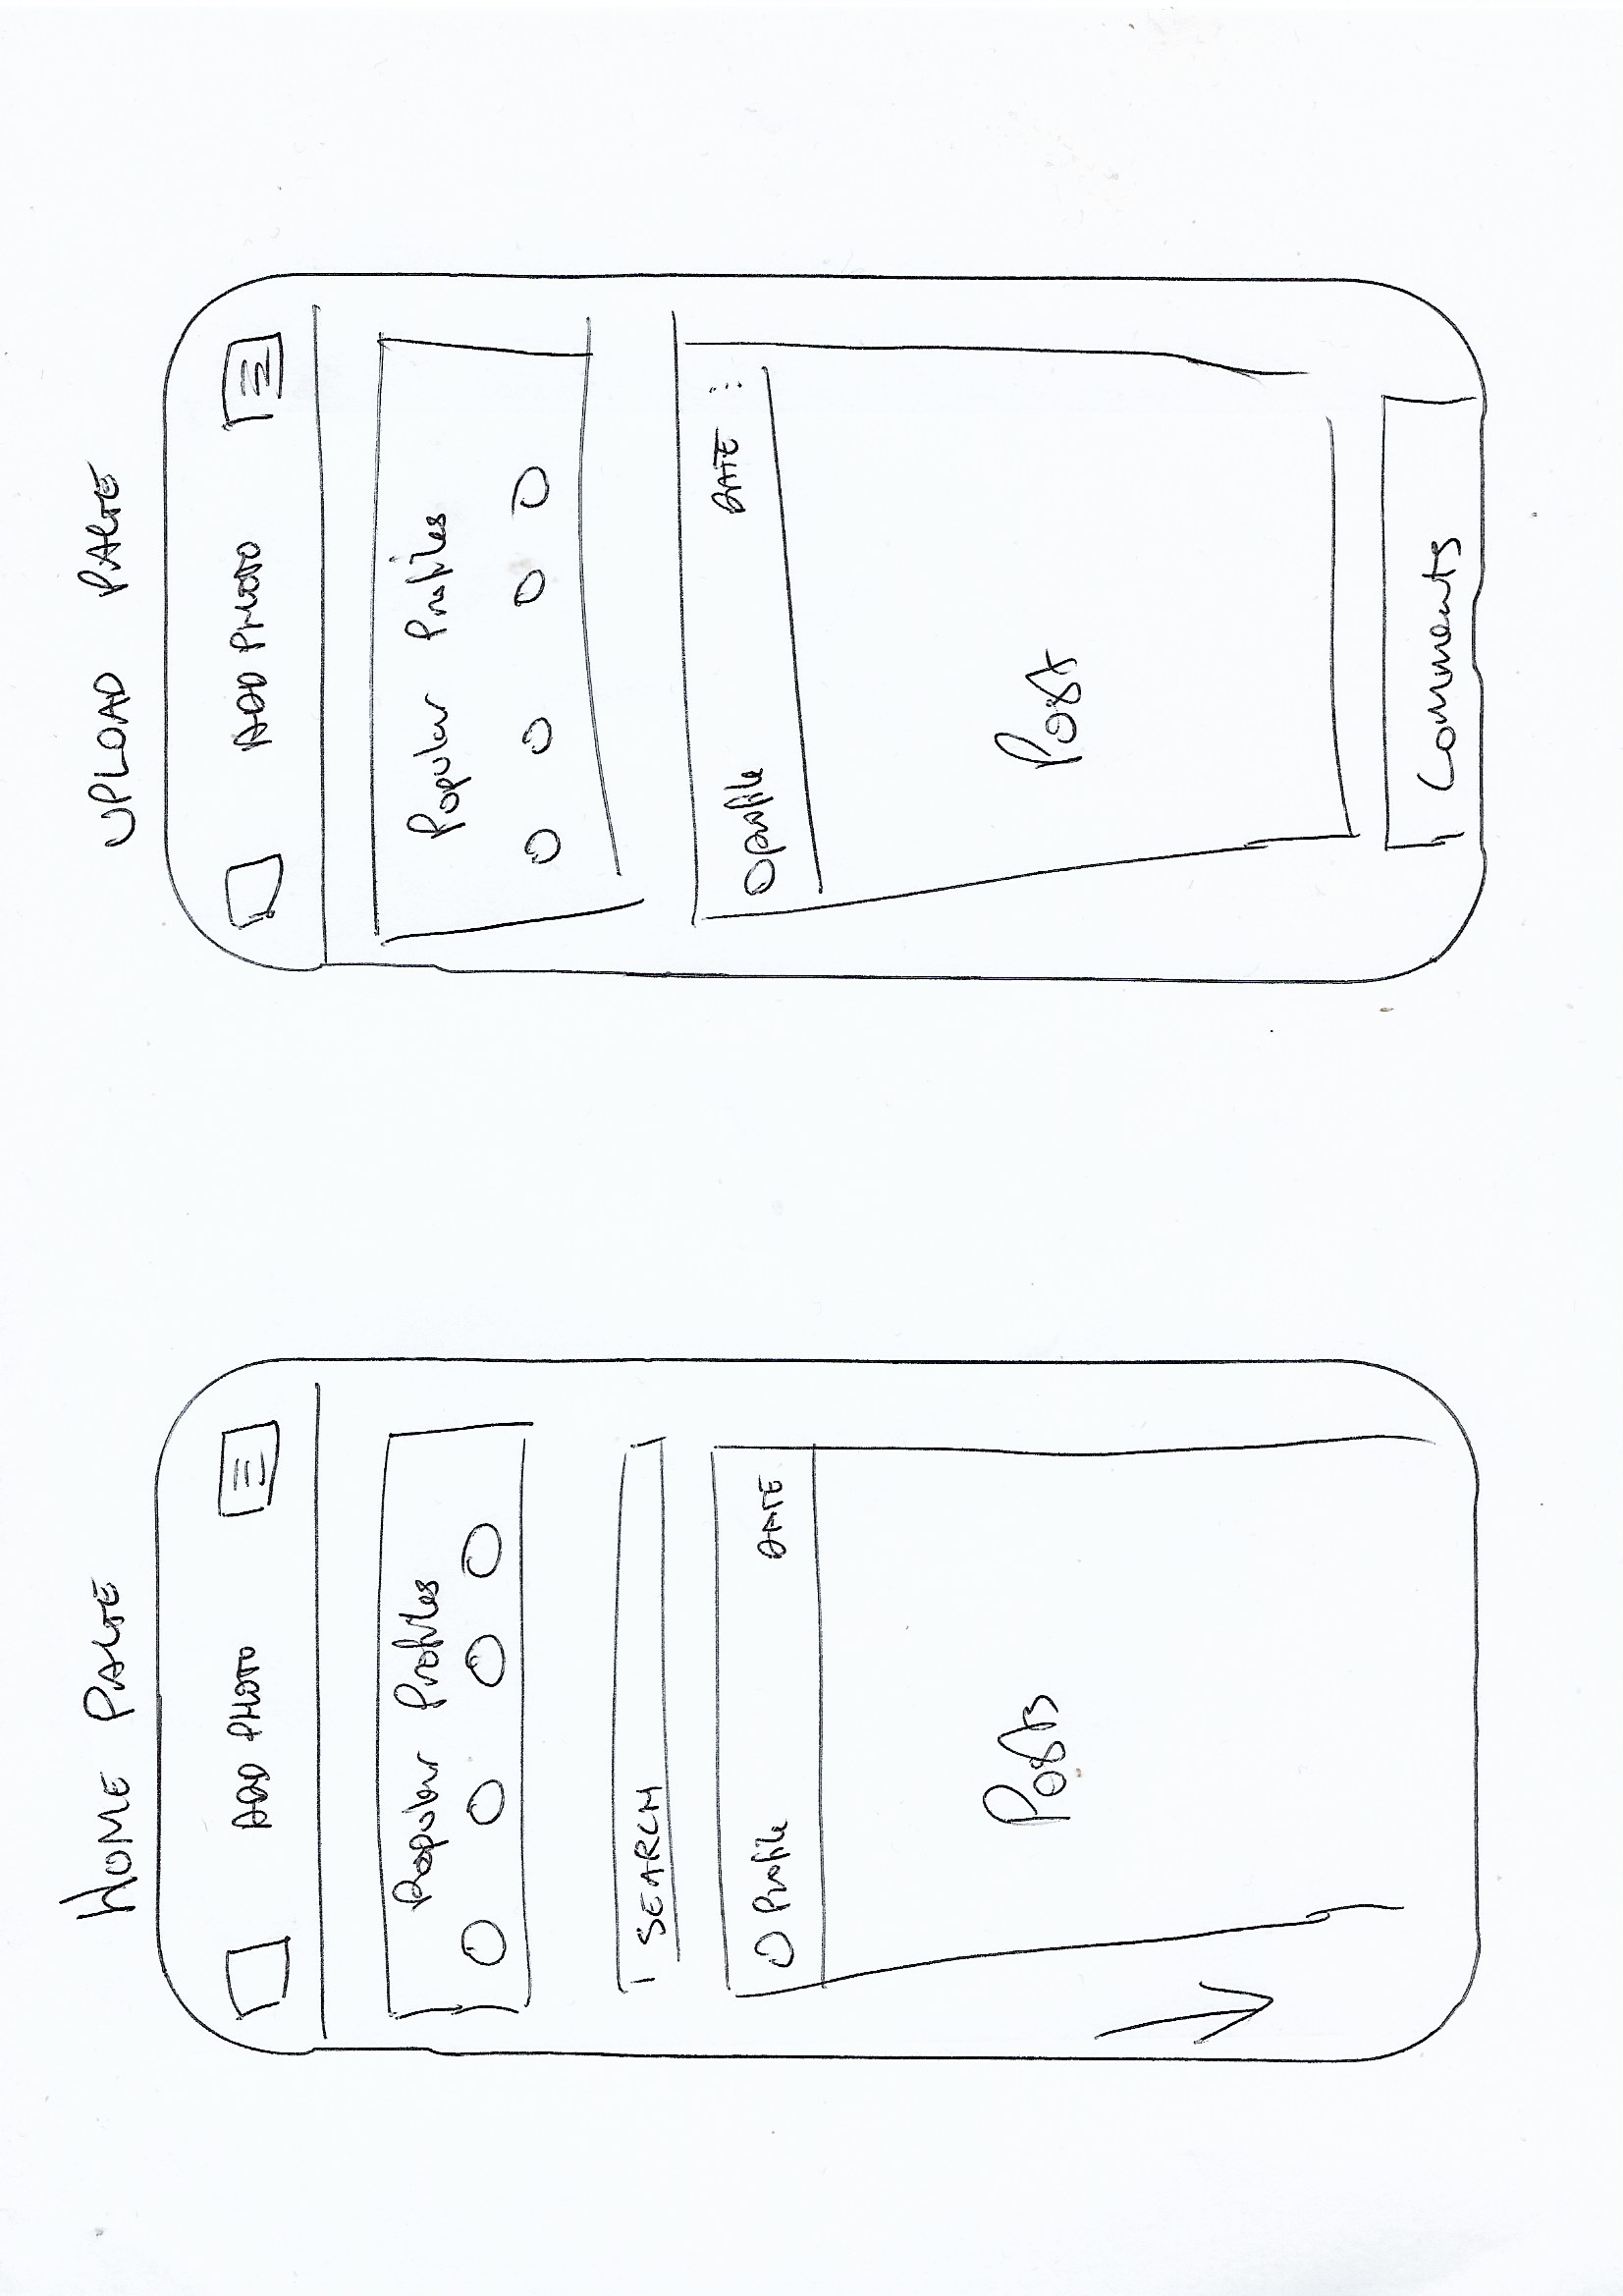 HOME PAGE
ADD PHOTO
Popular Profiles
SEARCH
Profile DATE
Posts
UPLOAD PAGE
ADD PHOTO
Popular Profiles
profile DATE
Post
Comments